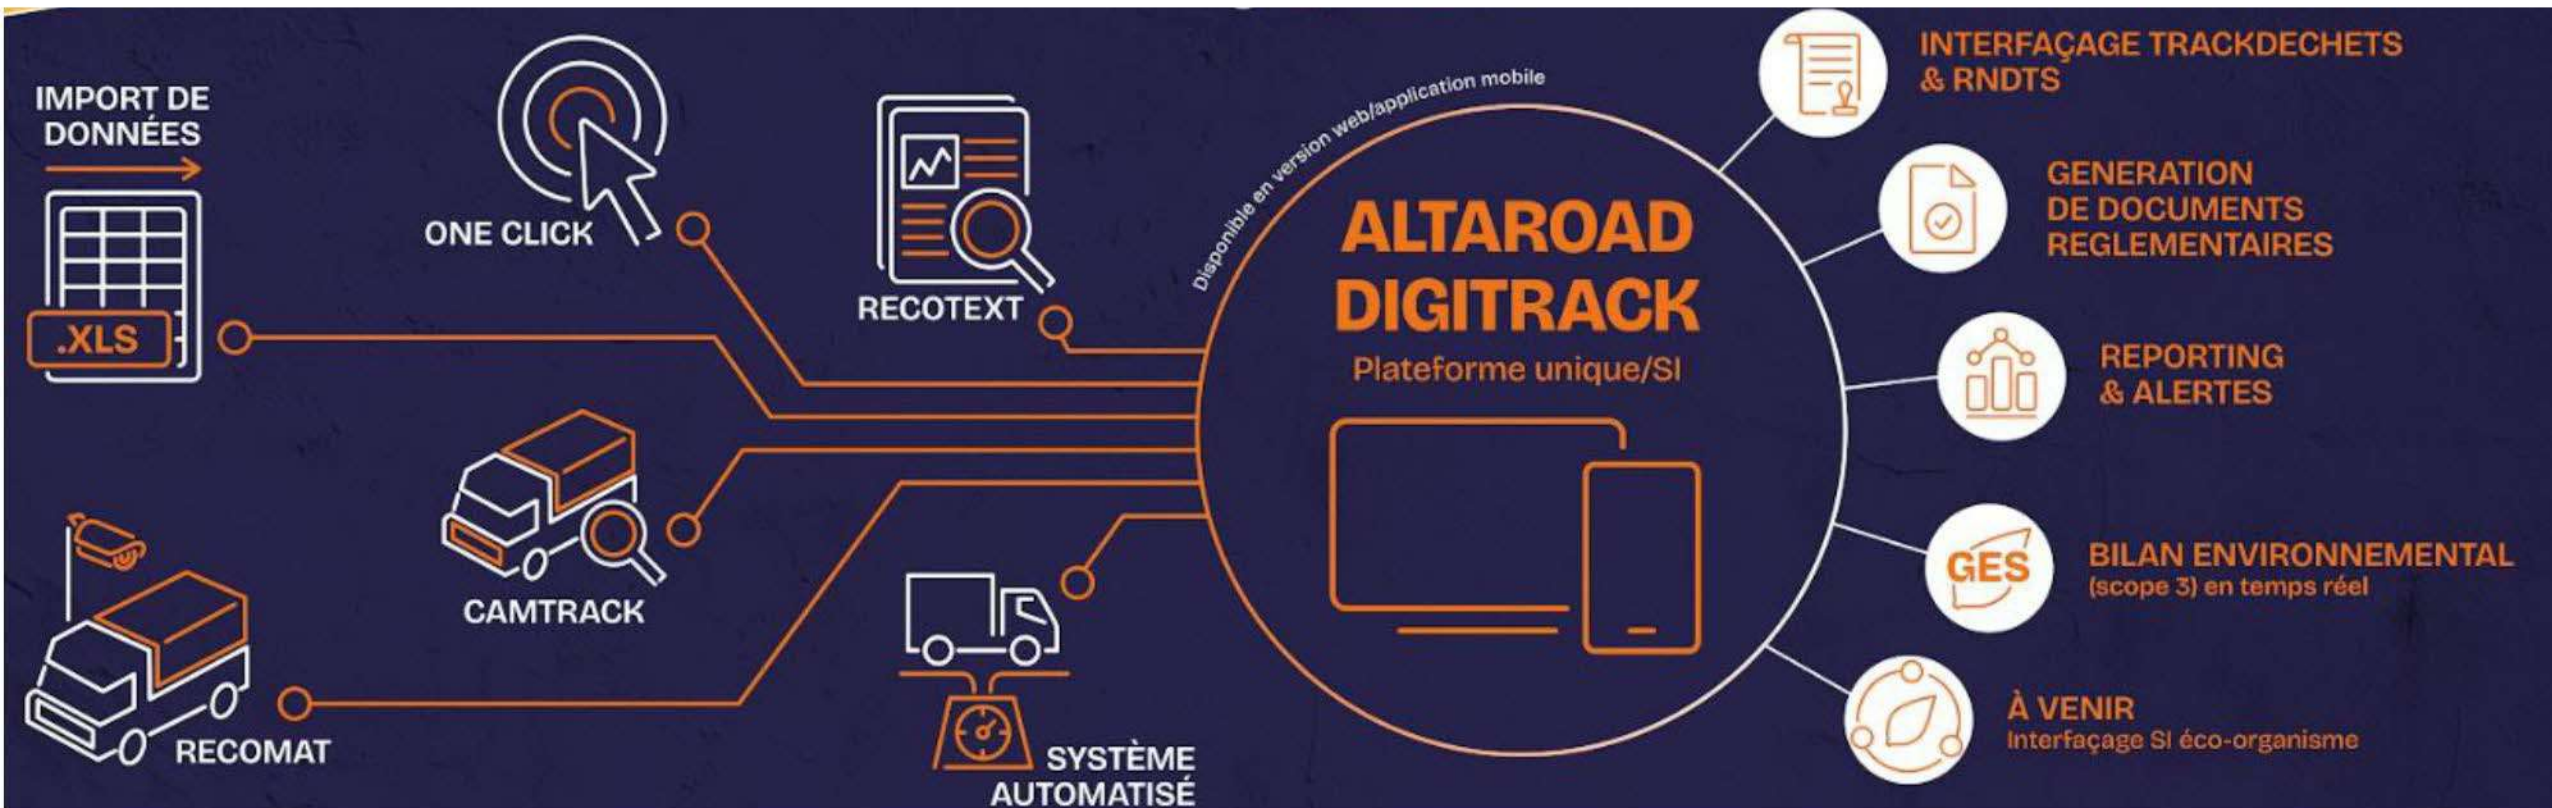 IMPORT DE
DONNÉES
.XLS
ONE CLICK
RECOTEXT
CAMTRACK
RECOMAT
SYSTÈME
AUTOMATISÉ
Disponible en version web/application mobile
ALTAROAD
DIGITRACK
Plateforme unique/SI
INTERFAÇAGE TRACKDECHETS
& RNDTS
GENERATION
DE DOCUMENTS
REGLEMENTAIRES
REPORTING
& ALERTES
GES
BILAN ENVIRONNEMENTAL
(scope 3) en temps réel
À VENIR
Interfaçage SI éco-organisme